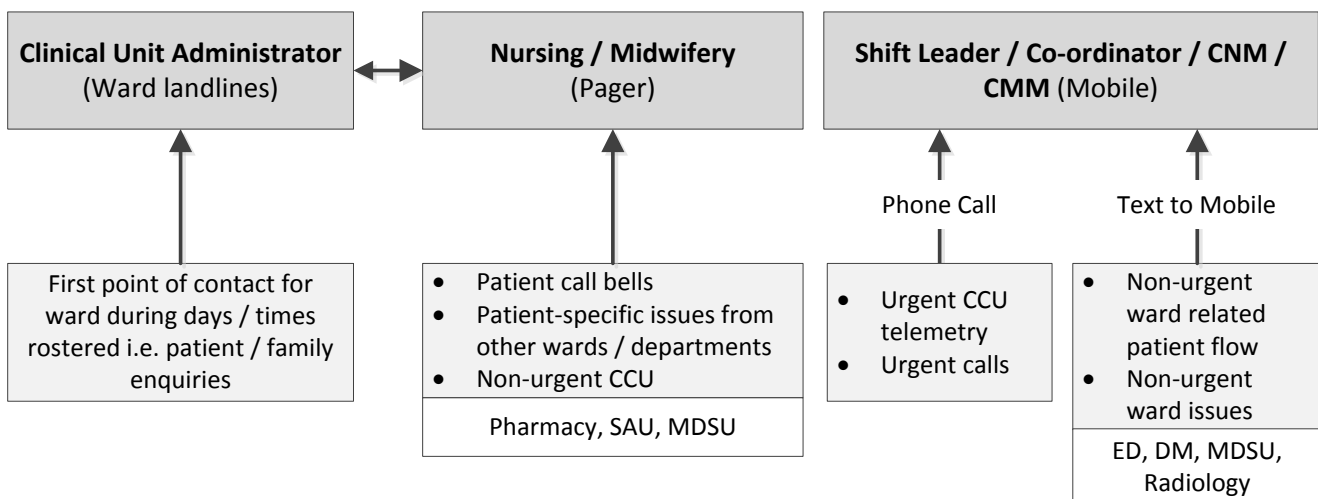 Clinical Unit Administrator
(Ward landlines)
Nursing / Midwifery
(Pager)
Shift Leader / Co-ordinator / CNM /
CMM (Mobile)
Phone Call
Text to Mobile
First point of contact for
ward during days / times
rostered i.e. patient / family
enquiries
• Patient call bells
• Patient-specific issues from
other wards / departments
• Non-urgent CCU
Pharmacy, SAU, MDSU
• Urgent CCU
telemetry
• Urgent calls
• Non-urgent
ward related
patient flow
• Non-urgent
ward issues
ED, DM, MDSU,
Radiology